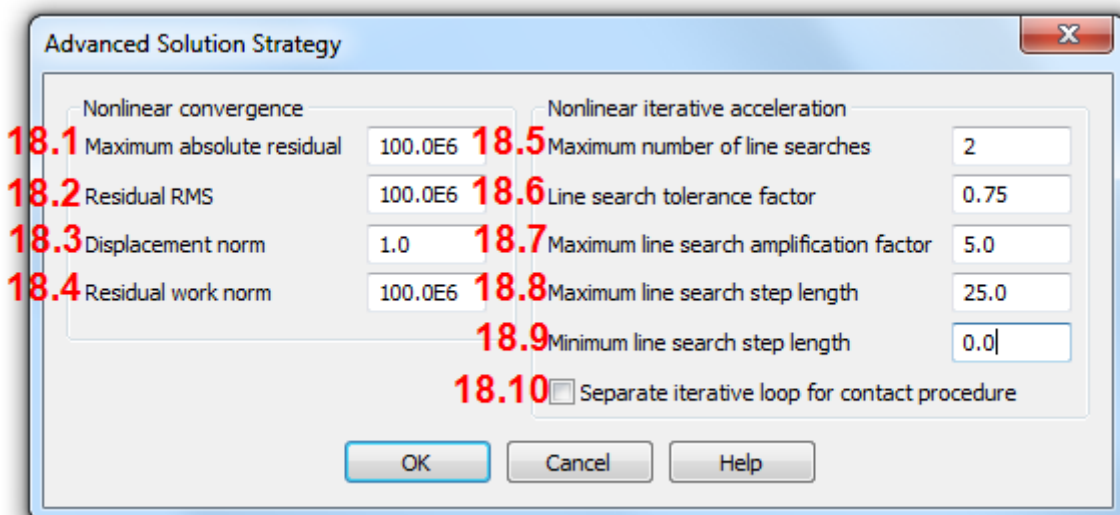 Advanced Solution Strategy
X
Nonlinear convergence
18.1 Maximum absolute residual 100.0E6
18.2 Residual RMS 100.0E6
18.3 Displacement norm 1.0
18.4 Residual work norm 100.0E6
Nonlinear iterative acceleration
18.5 Maximum number of line searches 2
18.6 Line search tolerance factor 0.75
18.7 Maximum line search amplification factor 5.0
18.8 Maximum line search step length 25.0
18.9 Minimum line search step length 0.0
18.10 Separate iterative loop for contact procedure
OK Cancel Help